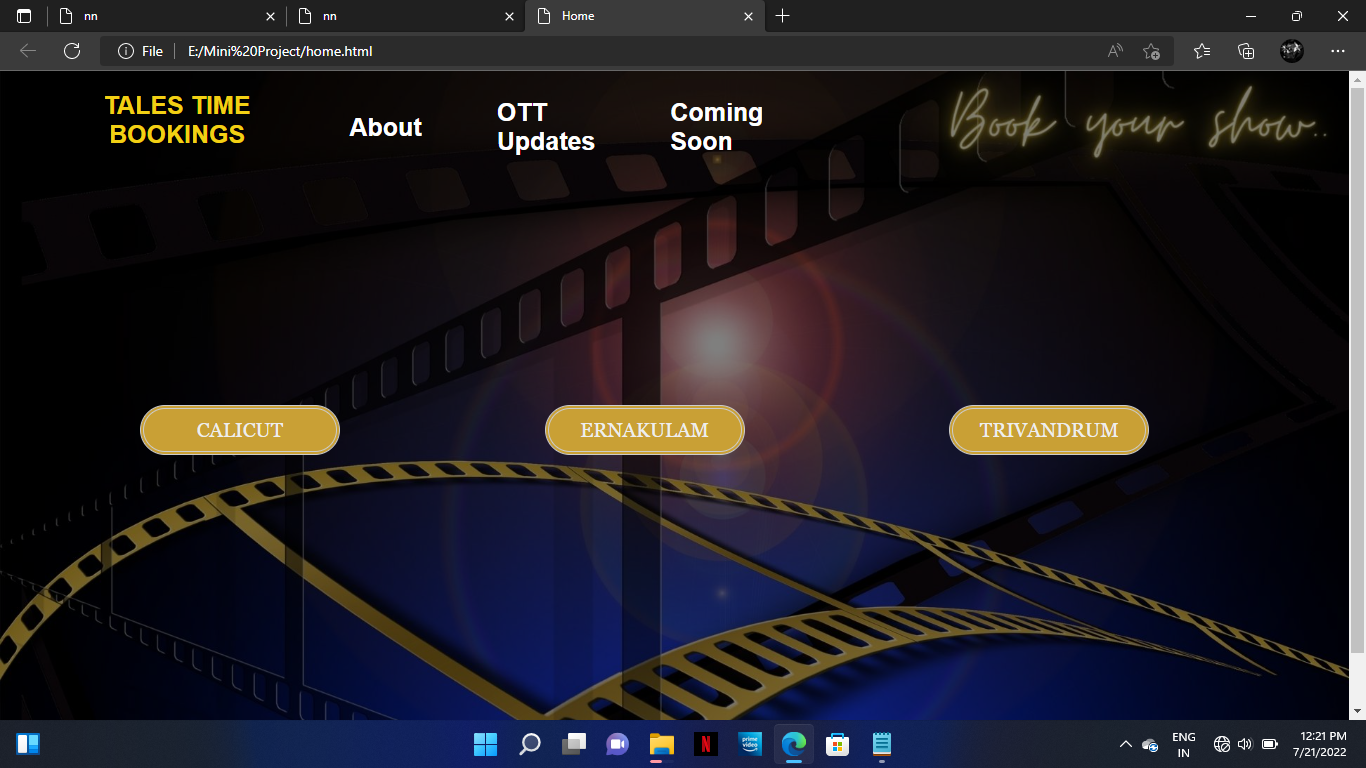 nn
nn
Home
File
E:/Mini%20Project/home.html
TALES TIME
BOOKINGS
About
OTT
Updates
Coming
Soon
Book your show..
CALICUT
ERNAKULAM
TRIVANDRUM
N
prime
video
ENG
IN
12:21 PM
7/21/2022